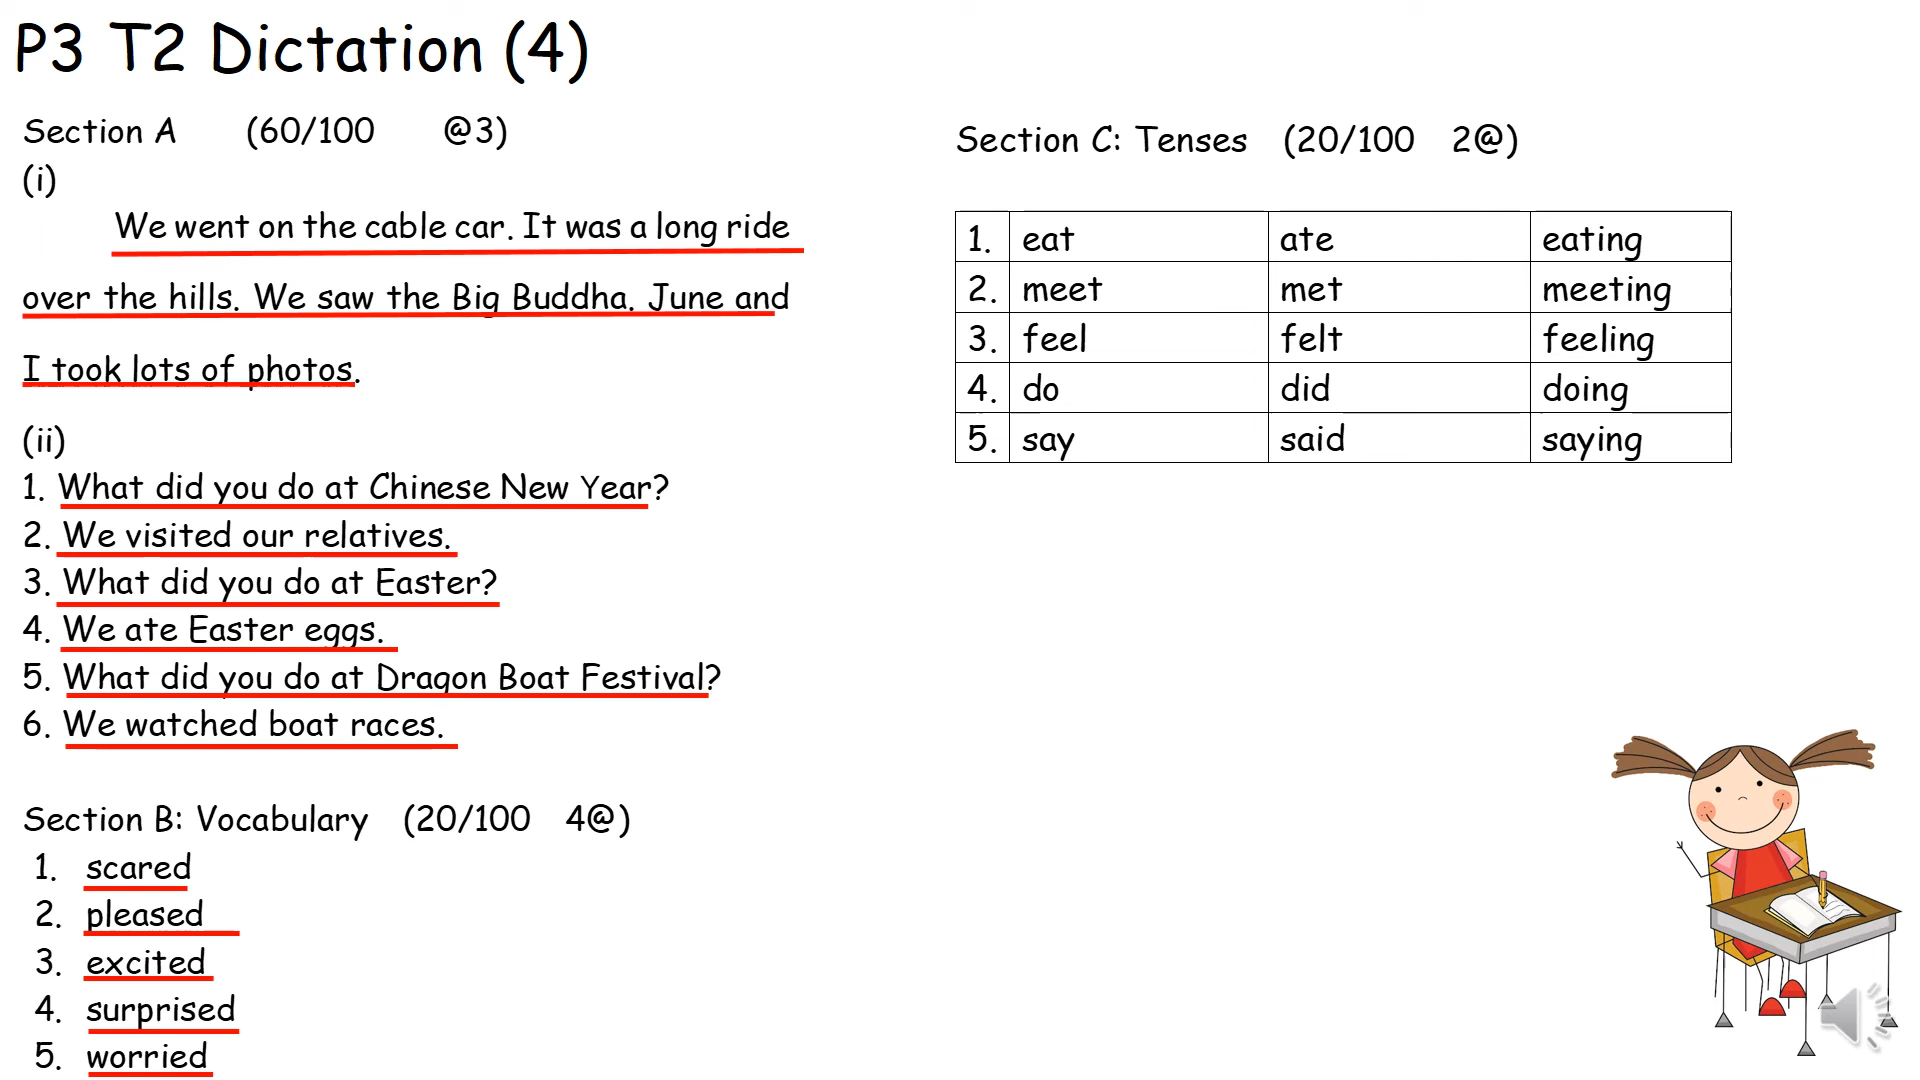 P3 T2 Dictation (4)
Section A (60/100 @3)
(i)
We went on the cable car. It was a long ride
over the hills. We saw the Big Buddha. June and
I took lots of photos.
(ii)
1. What did you do at Chinese New Year?
2. We visited our relatives.
3. What did you do at Easter?
4. We ate Easter eggs.
5. What did you do at Dragon Boat Festival?
6. We watched boat races.
Section B: Vocabulary (20/100 4@)
1. scared
2. pleased
3. excited
4. surprised
5. worried
Section C: Tenses (20/100 2@)
1. eat ate eating
2. meet met meeting
3. feel felt feeling
4. do did doing
5. say said saying